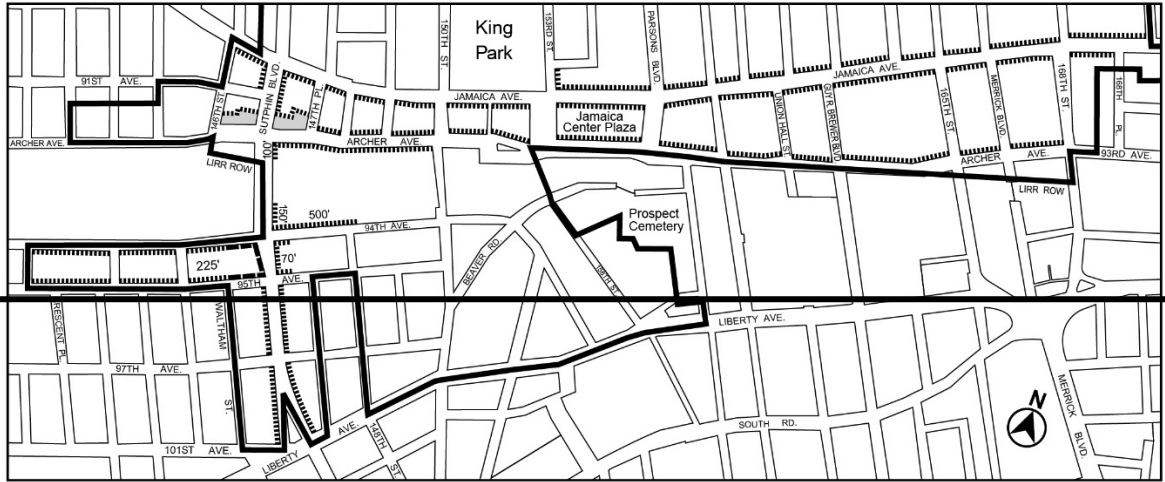 King
Park
150TH ST.
153RD ST.
PARSONS BLVD.
91ST AVE.
146TH ST.
SUTPHIN BLVD.
147TH PL
JAMAICA AVE.
JAMAICA AVE.
Jamaica
Center Plaza
UNION HALL ST.
GUY R. BREWER BLVD
165TH ST.
MERRICK BLVD.
168TH ST.
168TH PL
ARCHER AVE.
LIRR ROW
100'
ARCHER AVE.
ARCHER AVE.
93RD AVE.
LIRR ROW
150'
500'
94TH AVE.
Prospect
Cemetery
BEAVER RD.
159TH ST.
225'
70'
95TH AVE.
RESCENT PL
WALTHAM ST.
LIBERTY AVE.
97TH AVE.
101ST AVE.
LIBERTY AVE.
148TH ST.
SOUTH RD.
MERRICK BLVD.
N